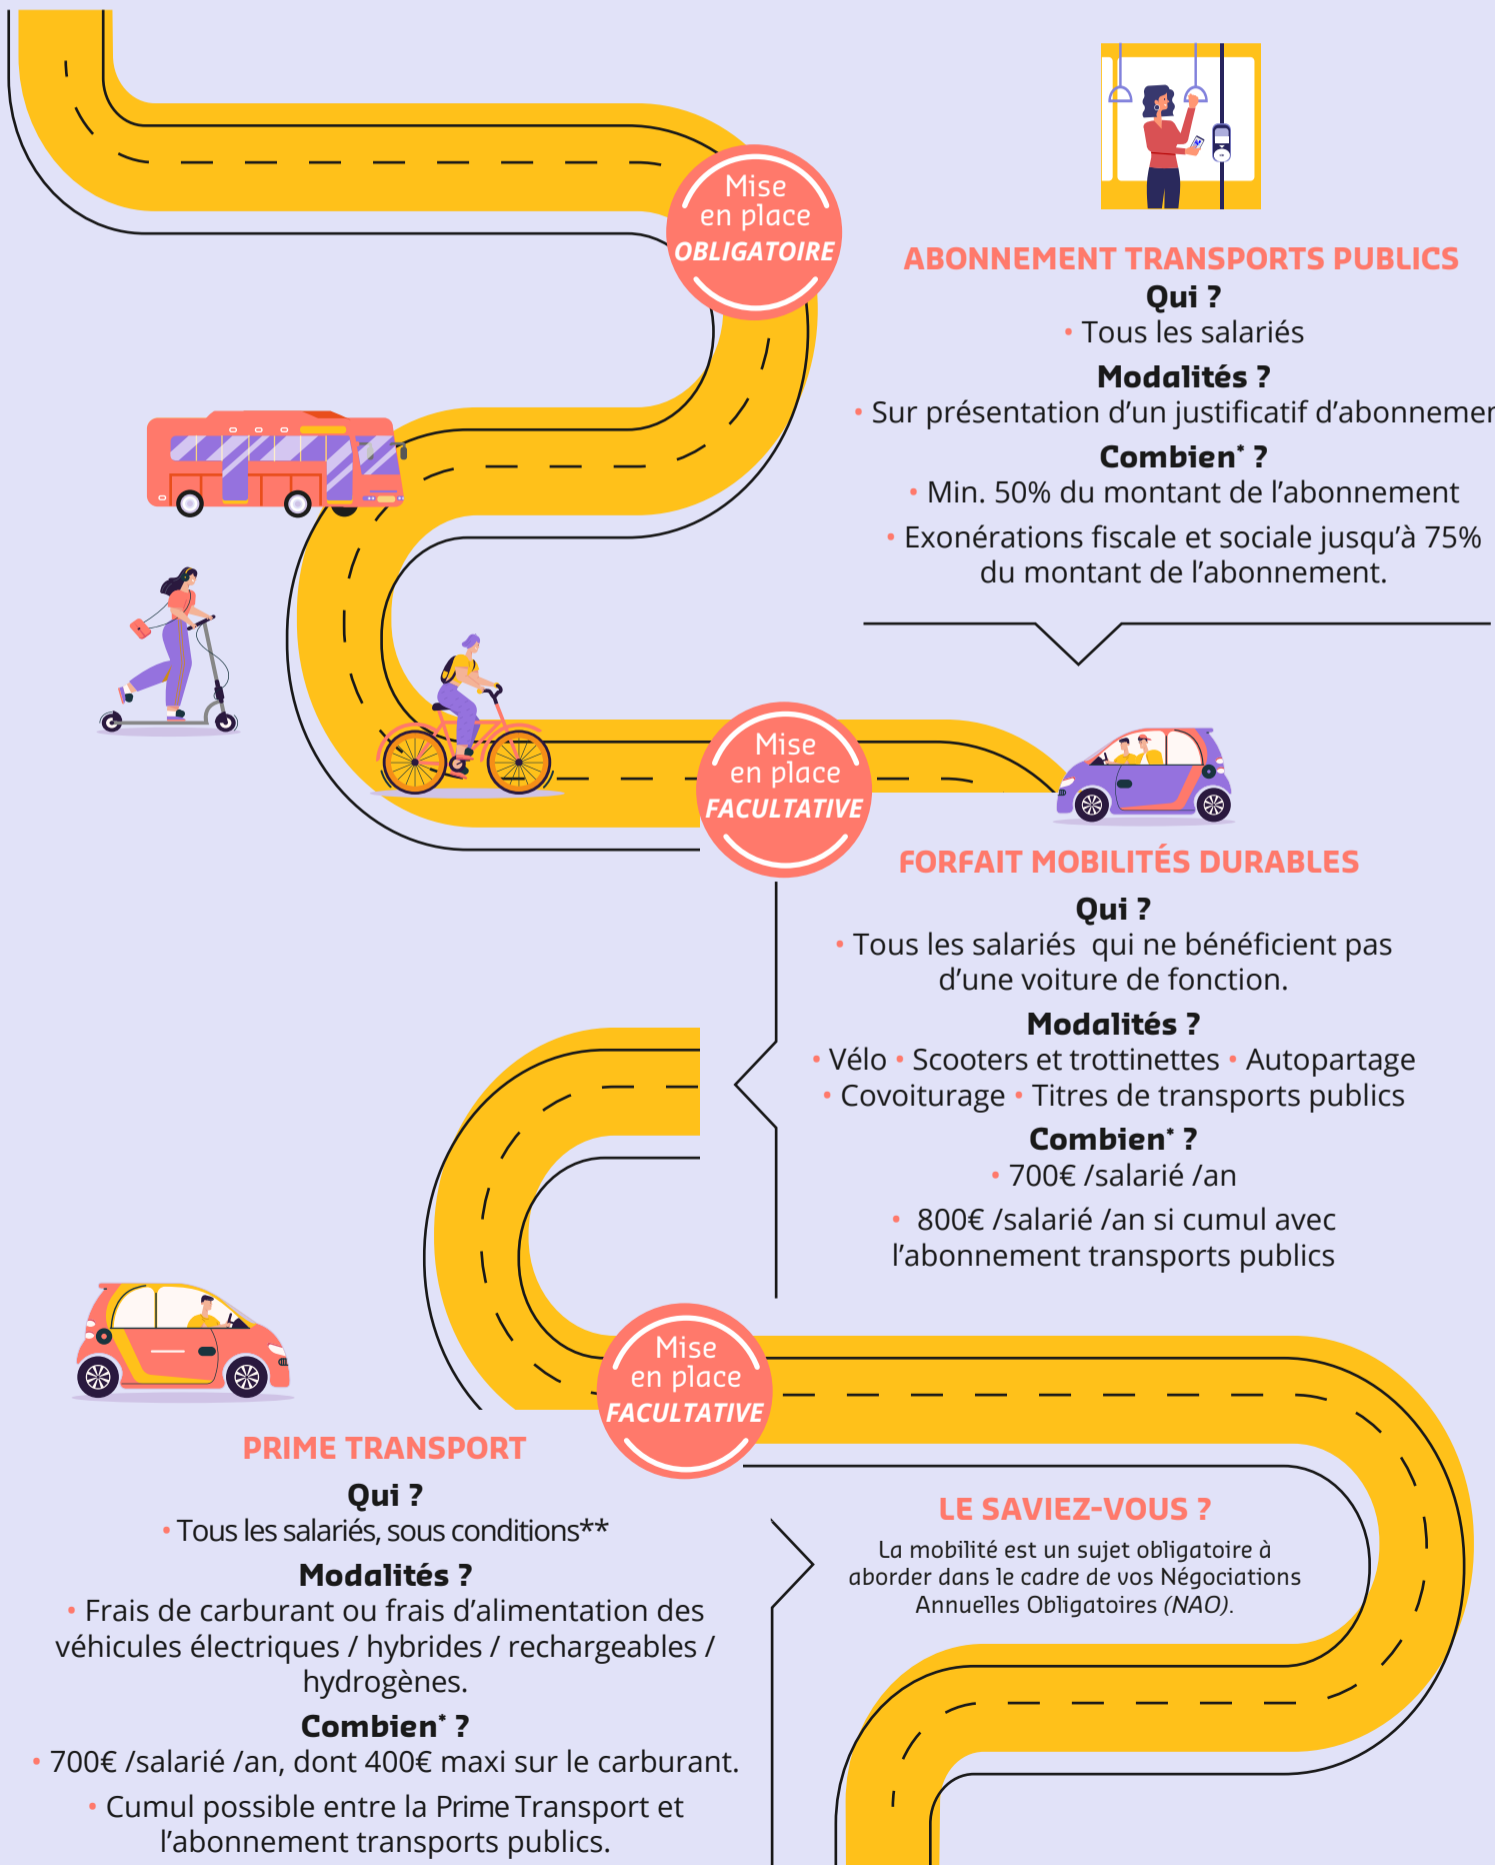 Mise
en place
OBLIGATOIRE
ABONNEMENT TRANSPORTS PUBLICS
Qui ?
• Tous les salariés
Modalités ?
• Sur présentation d’un justificatif
Combien* ?
• Min. 50% du montant de l’abonnement
• Exonérations fiscale et sociale jusqu’à 75%
du montant de l’abonnement.
Mise
en place
FACULTATIVE
FORFAIT MOBILITÉS DURABLES
Qui ?
• Tous les salariés qui ne bénéficient pas
d’une voiture de fonction.
Modalités ?
• Vélo • Scooters et trottinettes • Autopartage
• Covoiturage • Titres de transports publics
Combien* ?
• 700€ /salarié /an
• 800€ /salarié /an si cumul avec
l’abonnement transports publics
Mise
en place
FACULTATIVE
PRIME TRANSPORT
Qui ?
• Tous les salariés, sous conditions**
Modalités ?
• Frais de carburant ou frais d’alimentation des
véhicules électriques / hybrides / rechargeables /
hydrogènes.
Combien* ?
• 700€ /salarié /an, dont 400€ maxi sur le carburant.
• Cumul possible entre la Prime Transport et
l’abonnement transports publics.
LE SAVIEZ-VOUS ?
La mobilité est un sujet obligatoire à
aborder dans le cadre de vos Négociations
Annuelles Obligatoires (NAO).